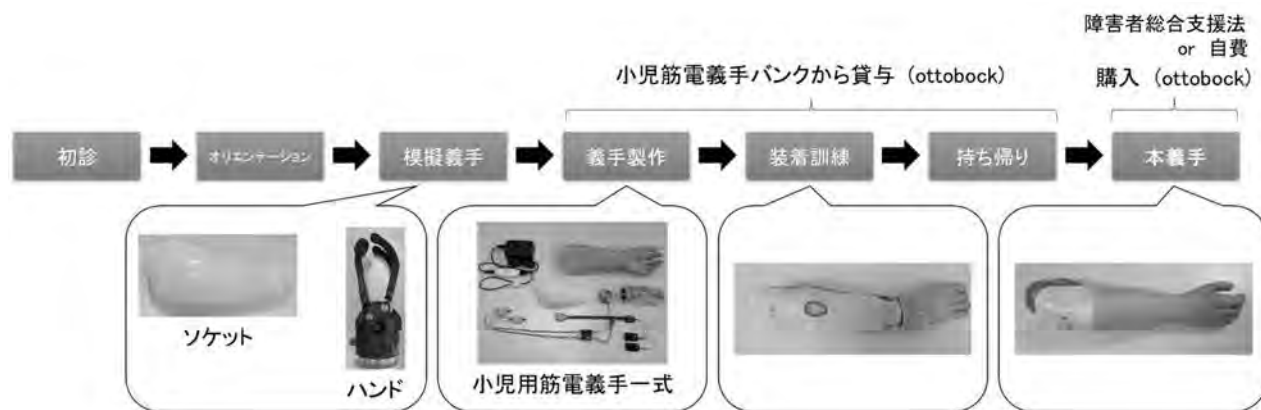 障害者総合支援法
or 自費
購入 (ottobock)
小児筋電義手バンクから貸与 (ottobock)
初診
オリエンテーション
模擬義手
義手製作
装着訓練
持ち帰り
本義手
ソケット
ハンド
小児用筋電義手一式